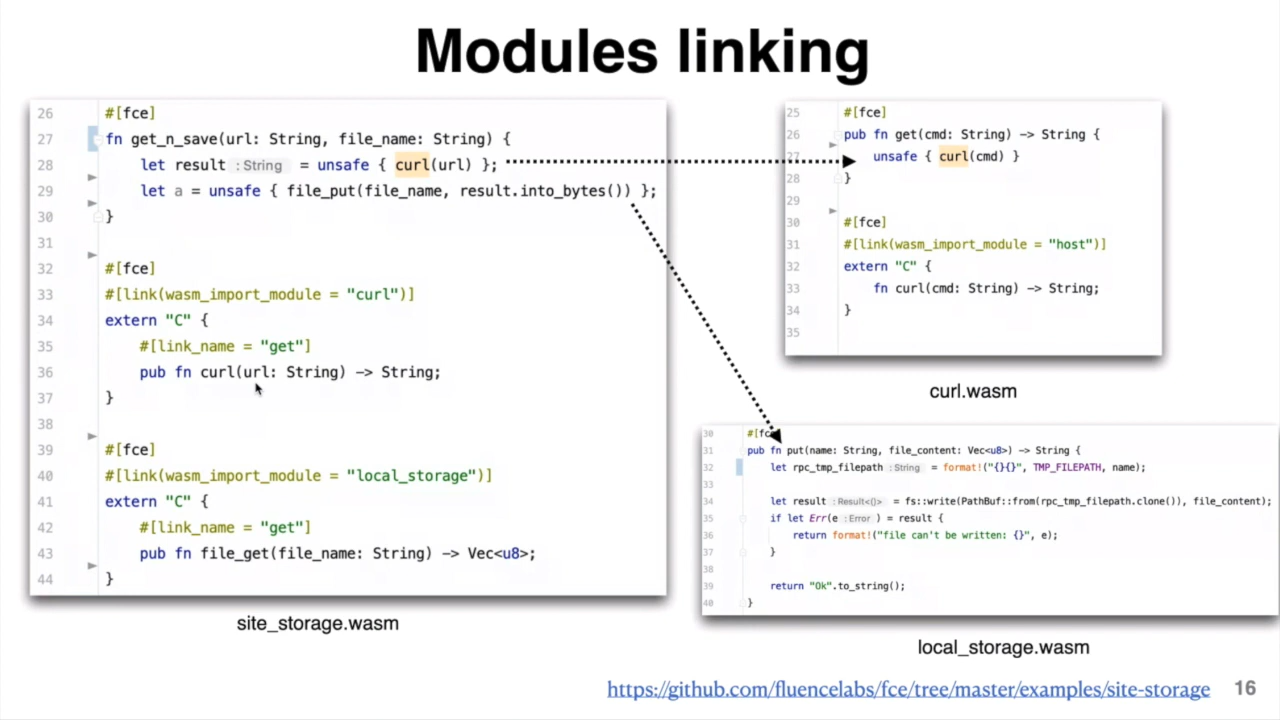 Modules linking
26 #[fce]
27 fn get_n_save(url: String, file_name: String) {
28 let result : String = unsafe { curl(url) };
29 let a = unsafe { file_put(file_name, result.into_bytes()) };
30 }
31
32 #[fce]
33 #[link(wasm_import_module = "curl")]
34 extern "C" {
35 #[link_name = "get"]
36 pub fn curl(url: String) -> String;
37 }
38
39 #[fce]
40 #[link(wasm_import_module = "local_storage")]
41 extern "C" {
42 #[link_name = "get"]
43 pub fn file_get(file_name: String) -> Vec<u8>;
44 }
site_storage.wasm
25 #[fce]
26 pub fn get(cmd: String) -> String {
27 unsafe { curl(cmd) }
28 }
29
30 #[fce]
31 #[link(wasm_import_module = "host")]
32 extern "C" {
33 fn curl(cmd: String) -> String;
34 }
35
curl.wasm
30 #[fce]
31 pub fn put(name: String, file_content: Vec<u8>) -> String {
32 let rpc_tmp_filepath : String = format!("{}{}", TMP_FILEPATH, name);
33
34 let result : Result<()> = fs::write(PathBuf::from(rpc_tmp_filepath.clone()), file_content);
35 if let Err(e : Error ) = result {
36 return format!("file can't be written: {}", e);
37 }
38
39 return "Ok".to_string();
40 }
local_storage.wasm
https://github.com/fluencelabs/fce/tree/master/examples/site-storage 16